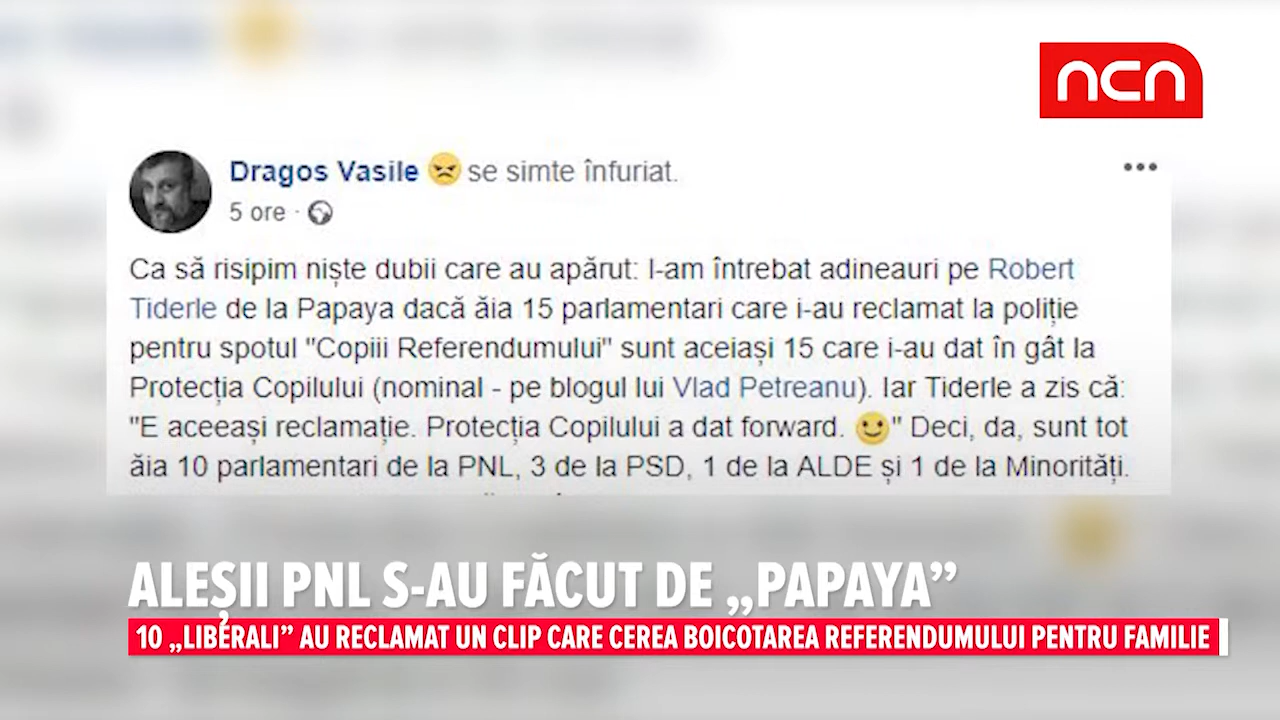 ncn
Dragos Vasile 😠 se simte înfuriat.
5 ore ·
Ca să risipim niște dubii care au apărut: l-am întrebat adineauri pe Robert
Tiderle de la Papaya dacă ăia 15 parlamentari care i-au reclamat la poliție
pentru spotul "Copiii Referendumului" sunt aceiași 15 care i-au dat în gât la
Protecția Copilului (nominal - pe blogul lui Vlad Petreanu). Iar Tiderle a zis că:
"E aceeași reclamație. Protecția Copilului a dat forward. 🙂" Deci, da, sunt tot
ăia 10 parlamentari de la PNL, 3 de la PSD, 1 de la ALDE și 1 de la Minorități.
ALEȘII PNL S-AU FĂCUT DE „PAPAYA”
10 „LIBERALI” AU RECLAMAT UN CLIP CARE CEREA BOICOTAREA REFERENDUMULUI PENTRU FAMILIE